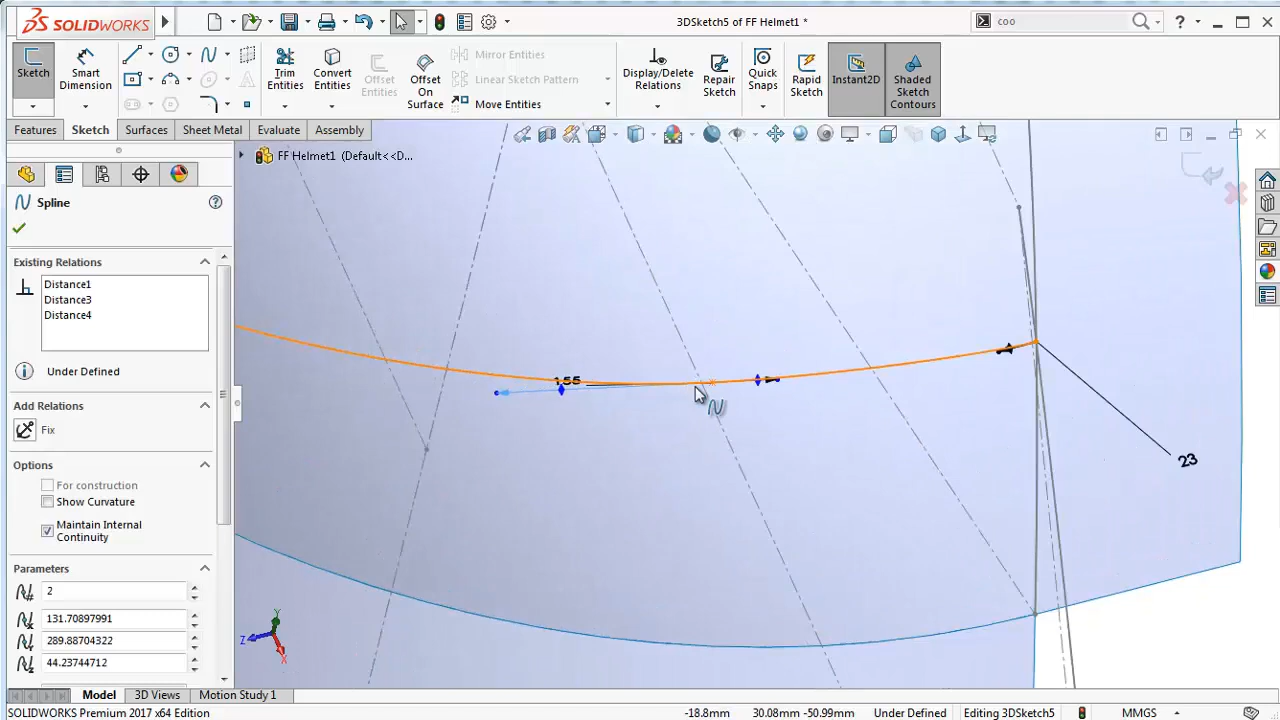 SOLIDWORKS
3DSketch5 of FF Helmet1 *
coo
Sketch
Smart Dimension
Trim Entities
Convert Entities
Offset Entities
Offset On Surface
Mirror Entities
Linear Sketch Pattern
Move Entities
Display/Delete Relations
Repair Sketch
Quick Snaps
Rapid Sketch
Instant2D
Shaded Sketch Contours
Features
Sketch
Surfaces
Sheet Metal
Evaluate
Assembly
FF Helmet1 (Default<<D...
Spline
Existing Relations
Distance1
Distance3
Distance4
Under Defined
Add Relations
Fix
Options
For construction
Show Curvature
Maintain Internal
Continuity
Parameters
2
131.70897991
289.88704322
44.23744712
155
23
Y
Z
X
Model
3D Views
Motion Study 1
SOLIDWORKS Premium 2017 x64 Edition
-18.8mm
30.08mm -50.99mm
Under Defined
Editing 3DSketch5
MMGS